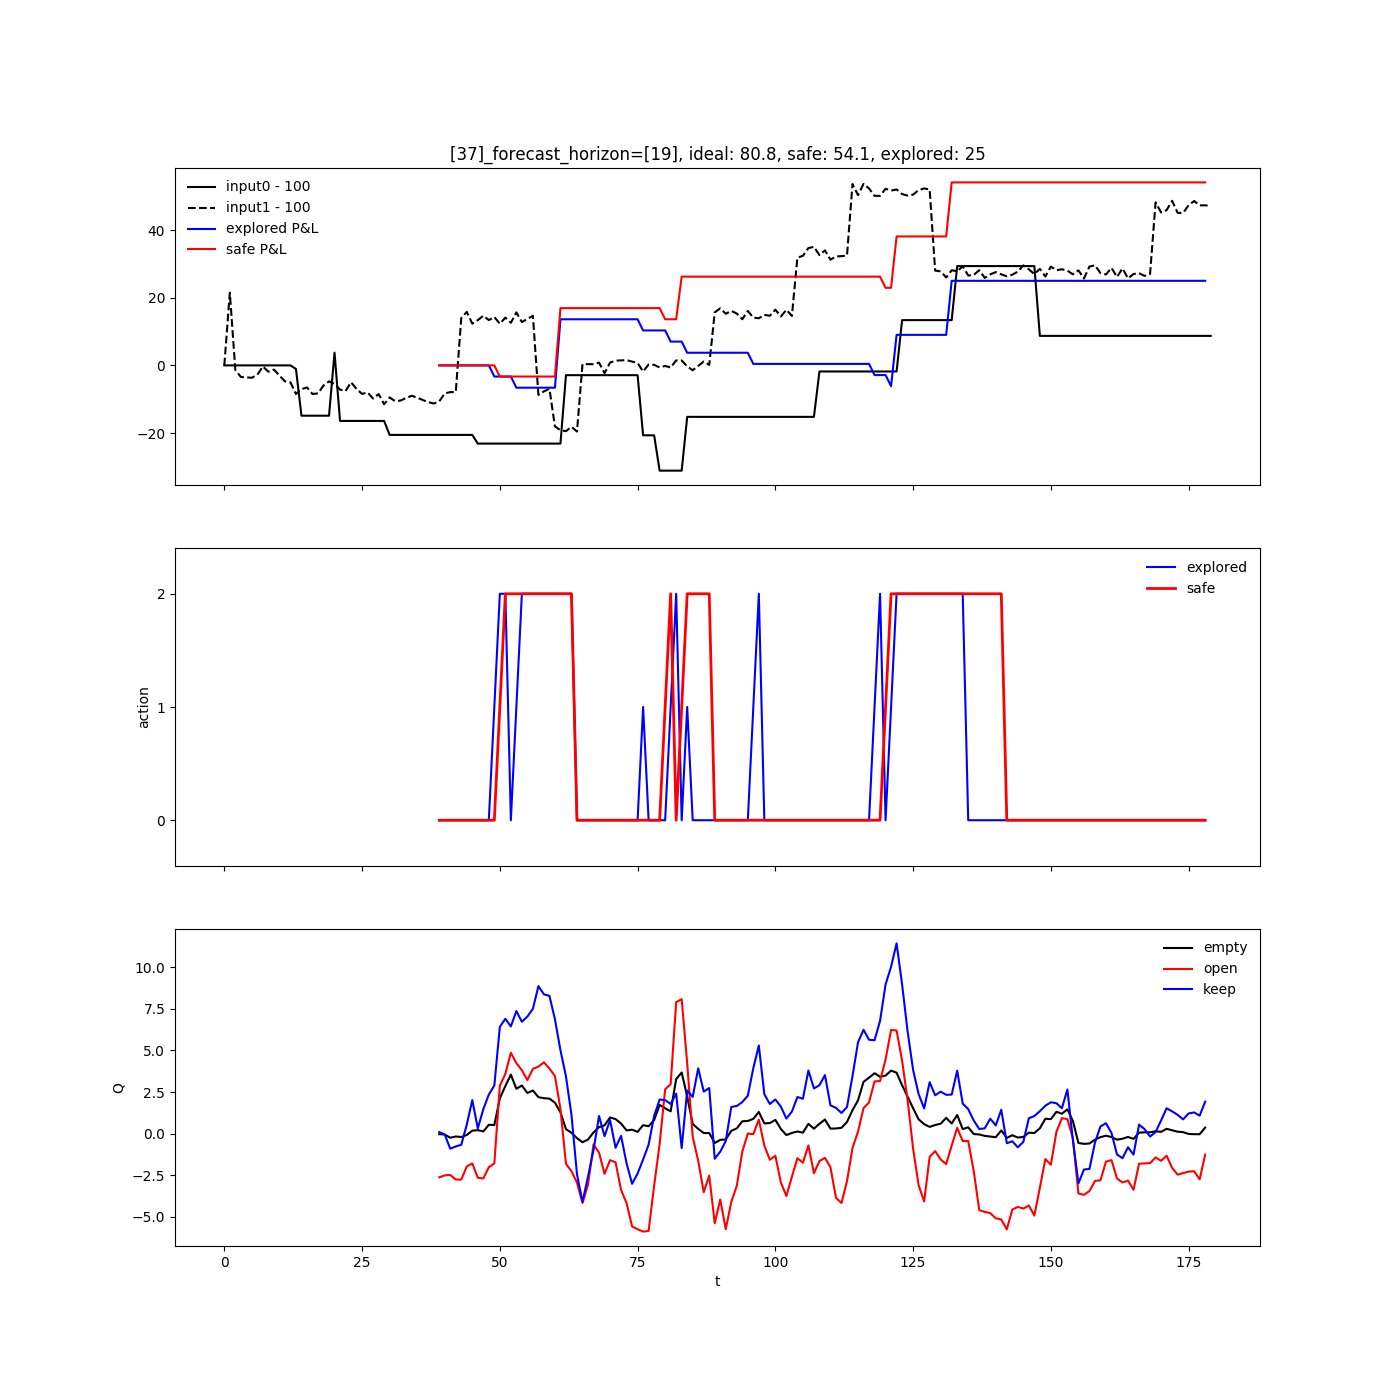 [37]_forecast_horizon=[19], ideal: 80.8, safe: 54.1, explored: 25
input0 - 100
input1 - 100
explored P&L
safe P&L
40
20
0
−20
explored
safe
2
1
0
action
empty
open
keep
10.0
7.5
5.0
2.5
0.0
−2.5
−5.0
Q
0 25 50 75 100 125 150 175
t